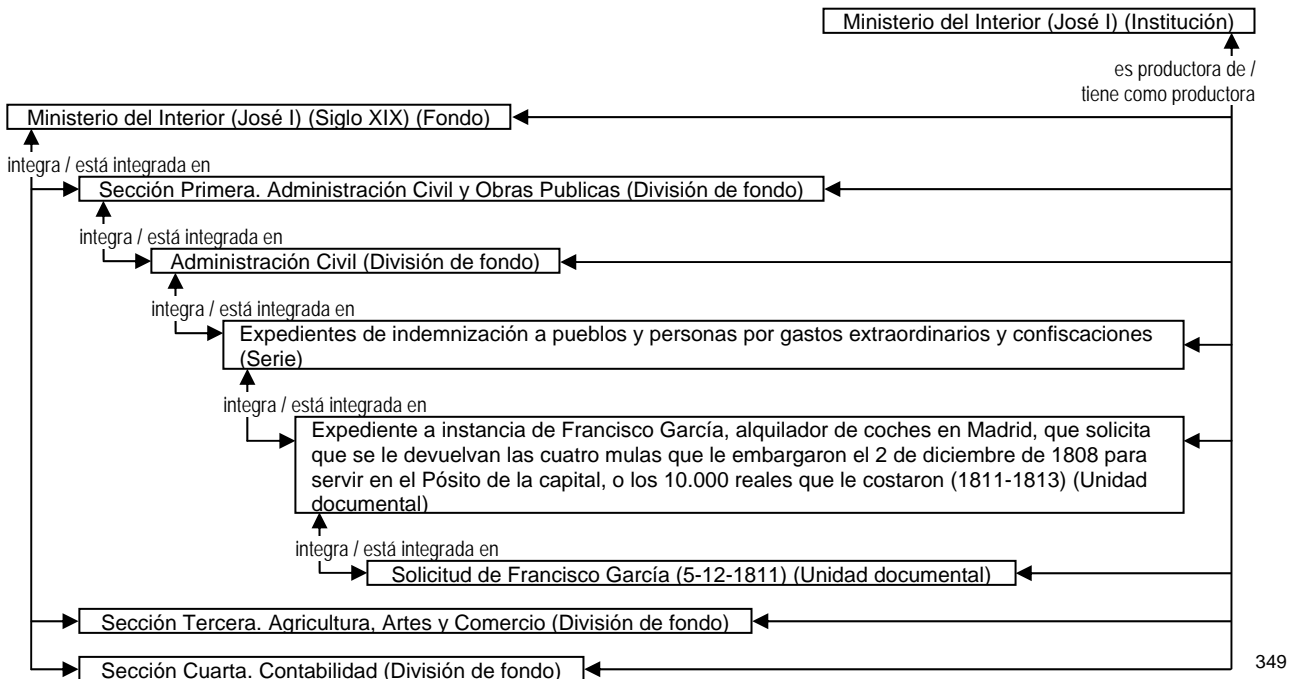 Ministerio del Interior (José I) (Institución)
es productora de /
tiene como productora
Ministerio del Interior (José I) (Siglo XIX) (Fondo)
integra / está integrada en
Sección Primera. Administración Civil y Obras Publicas (División de fondo)
integra / está integrada en
Administración Civil (División de fondo)
integra / está integrada en
Expedientes de indemnización a pueblos y personas por gastos extraordinarios y confiscaciones
(Serie)
integra / está integrada en
Expediente a instancia de Francisco García, alquilador de coches en Madrid, que solicita
que se le devuelvan las cuatro mulas que le embargaron el 2 de diciembre de 1808 para
servir en el Pósito de la capital, o los 10.000 reales que le costaron (1811-1813) (Unidad
documental)
integra / está integrada en
Solicitud de Francisco García (5-12-1811) (Unidad documental)
Sección Tercera. Agricultura, Artes y Comercio (División de fondo)
Sección Cuarta. Contabilidad (División de fondo)
349